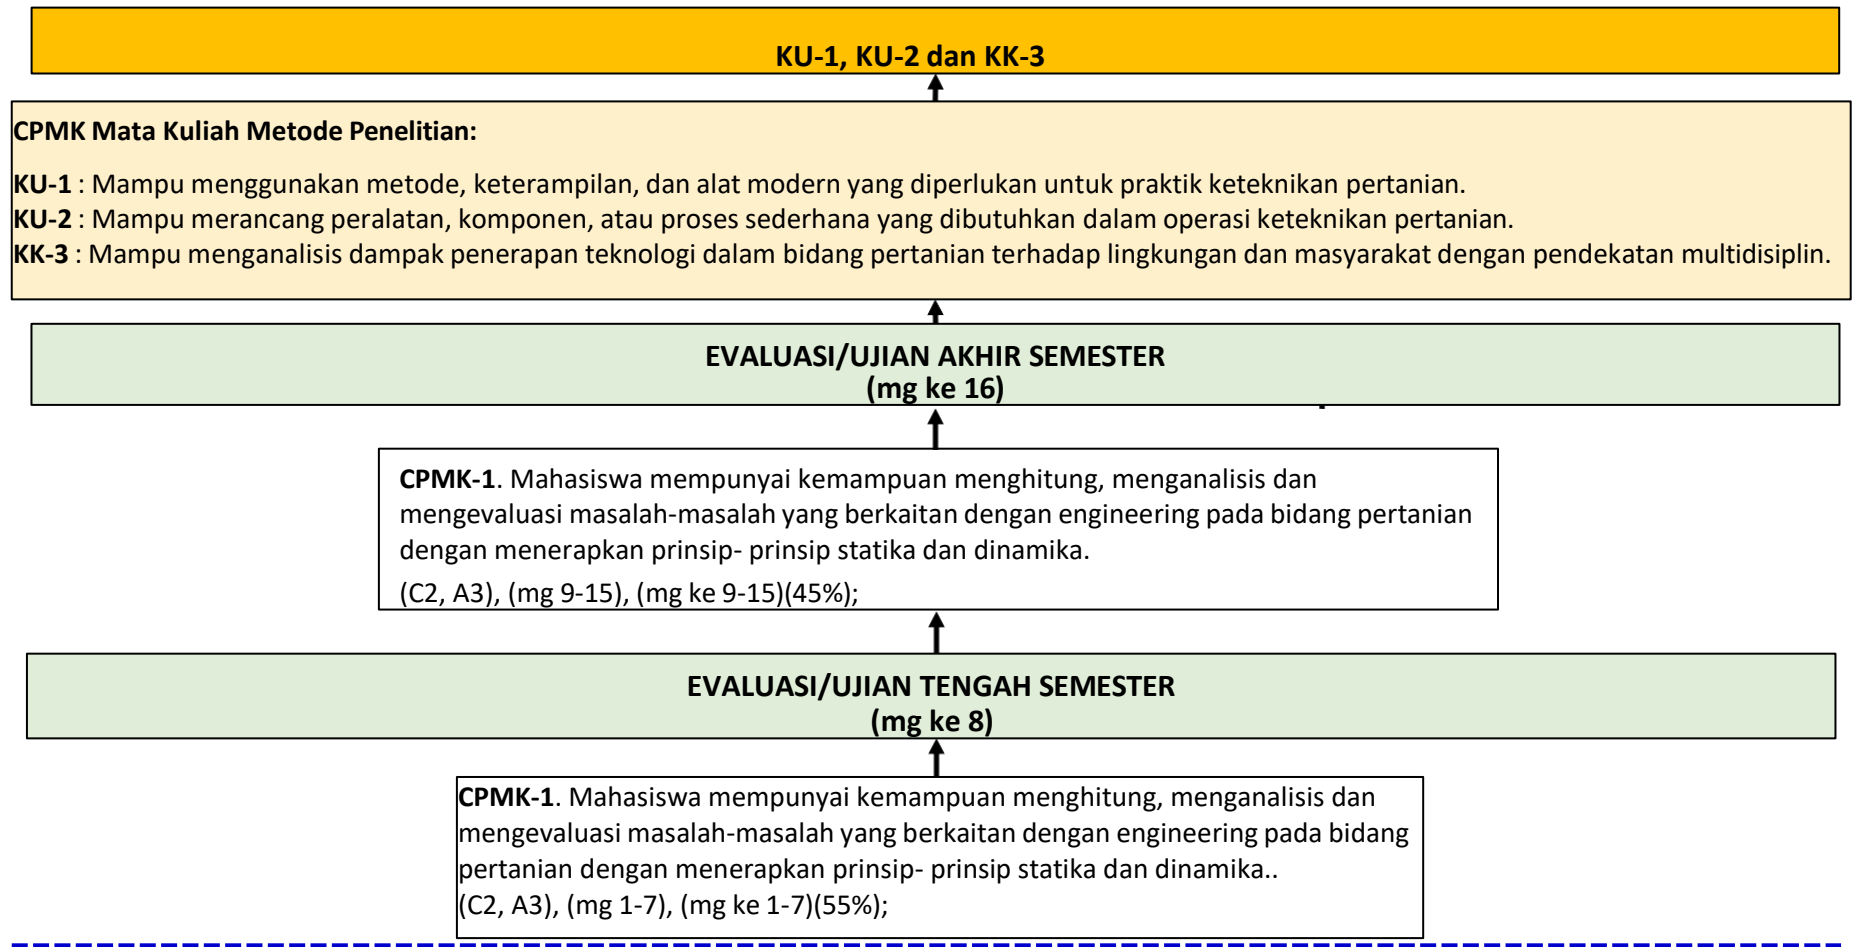 KU-1, KU-2 dan KK-3
CPMK Mata Kuliah Metode Penelitian:
KU-1 : Mampu menggunakan metode, keterampilan, dan alat modern yang diperlukan untuk praktik keteknikan pertanian.
KU-2 : Mampu merancang peralatan, komponen, atau proses sederhana yang dibutuhkan dalam operasi keteknikan pertanian.
KK-3 : Mampu menganalisis dampak penerapan teknologi dalam bidang pertanian terhadap lingkungan dan masyarakat dengan pendekatan multidisiplin.
EVALUASI/UJIAN AKHIR SEMESTER
(mg ke 16)
CPMK-1. Mahasiswa mempunyai kemampuan menghitung, menganalisis dan
mengevaluasi masalah-masalah yang berkaitan dengan engineering pada bidang pertanian
dengan menerapkan prinsip- prinsip statika dan dinamika.
(C2, A3), (mg 9-15), (mg ke 9-15)(45%);
EVALUASI/UJIAN TENGAH SEMESTER
(mg ke 8)
CPMK-1. Mahasiswa mempunyai kemampuan menghitung, menganalisis dan
mengevaluasi masalah-masalah yang berkaitan dengan engineering pada bidang
pertanian dengan menerapkan prinsip- prinsip statika dan dinamika..
(C2, A3), (mg 1-7), (mg ke 1-7)(55%);